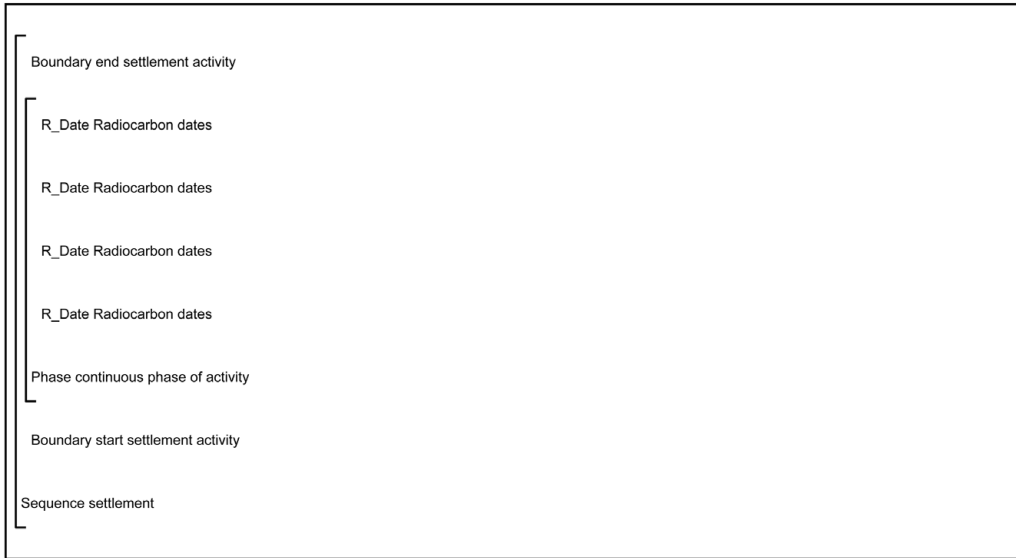 Boundary end settlement activity
R_Date Radiocarbon dates
R_Date Radiocarbon dates
R_Date Radiocarbon dates
R_Date Radiocarbon dates
Phase continuous phase of activity
Boundary start settlement activity
Sequence settlement